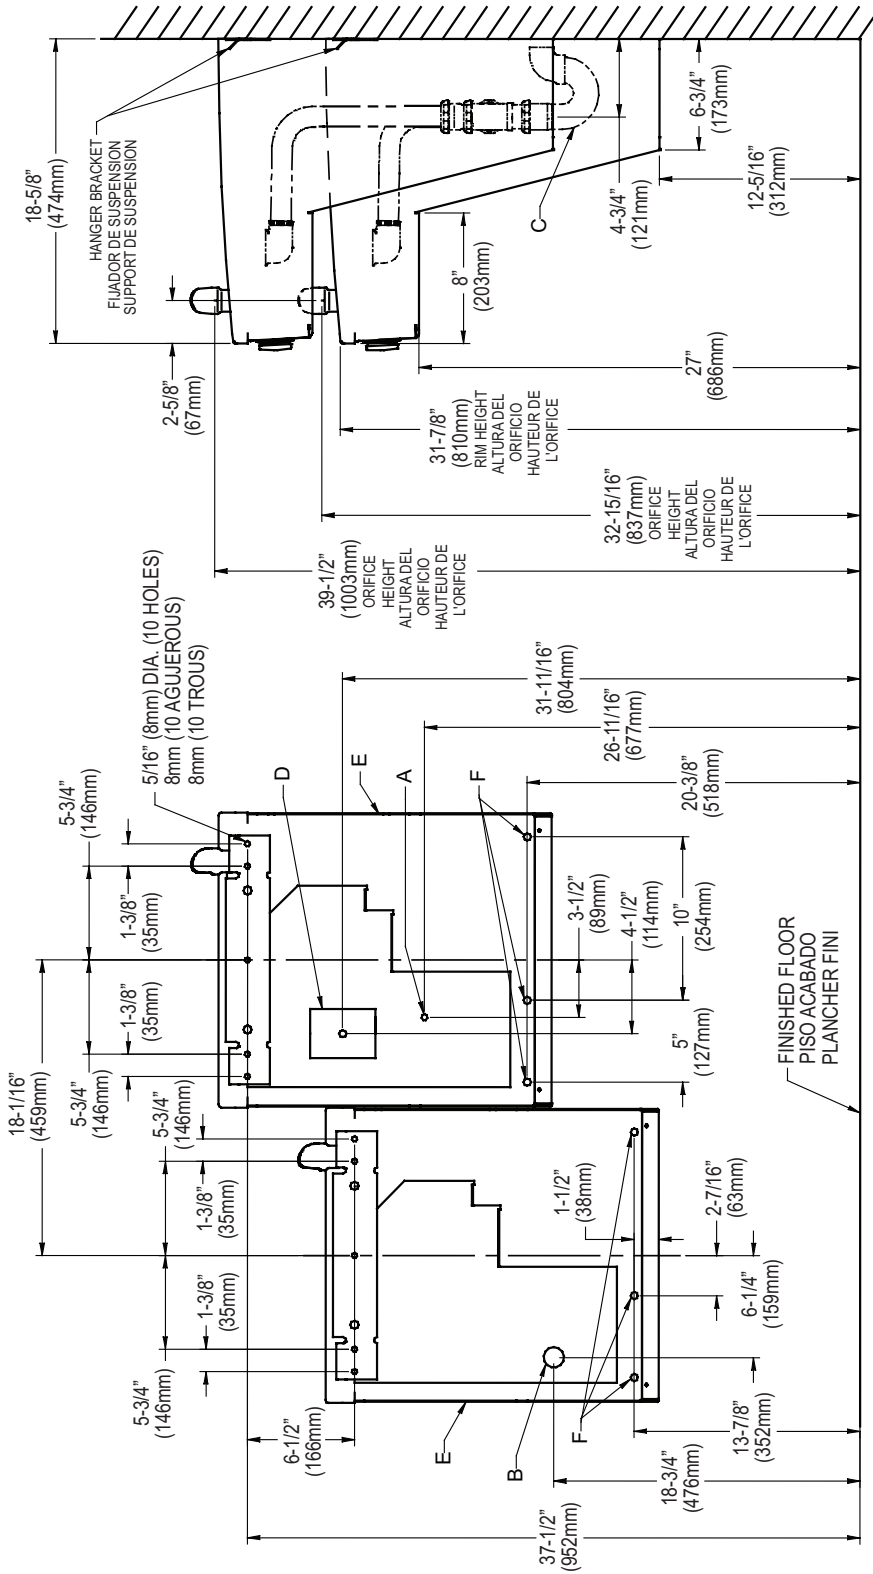 18-1/16"
(459mm)
5-3/4"
(146mm)
1-3/8"
(35mm)
5-3/4"
(146mm)
1-3/8"
(35mm)
5-3/4"
(146mm)
1-3/8"
(35mm)
5-3/4"
(146mm)
1-3/8"
(35mm)
5/16" (8mm) DIA. (10 HOLES)
8mm (10 AGUJEROUS)
8mm (10 TROUS)
6-1/2"
(166mm)
37-1/2"
(952mm)
E
B
F
18-3/4"
(476mm)
13-7/8"
(352mm)
1-1/2"
(38mm)
2-7/16"
(63mm)
6-1/4"
(159mm)
D
E
A
F
3-1/2"
(89mm)
4-1/2"
(114mm)
10"
(254mm)
5"
(127mm)
31-11/16"
(804mm)
26-11/16"
(677mm)
20-3/8"
(518mm)
FINISHED FLOOR
PISO ACABADO
PLANCHER FINI
18-5/8"
(474mm)
2-5/8"
(67mm)
HANGER BRACKET
FIJADOR DE SUSPENSION
SUPPORT DE SUSPENSION
8"
(203mm)
C
4-3/4"
(121mm)
6-3/4"
(173mm)
12-5/16"
(312mm)
27"
(686mm)
31-7/8"
(810mm)
RIM HEIGHT
ALTURA DEL
ORIFICIO
HAUTEUR DE
L'ORIFICE
32-15/16"
(837mm)
ORIFICE
HEIGHT
ALTURA DEL
ORIFICIO
HAUTEUR DE
L'ORIFICE
39-1/2"
(1003mm)
ORIFICE
HEIGHT
ALTURA DEL
ORIFICIO
HAUTEUR DE
L'ORIFICE